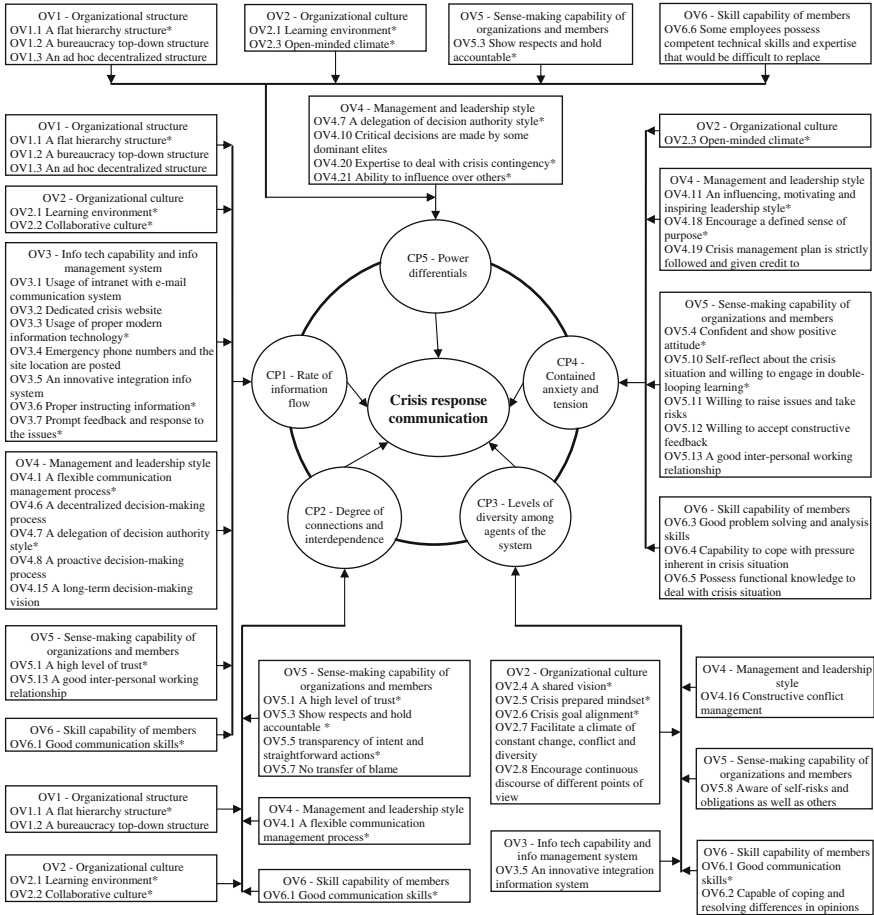 OV1 - Organizational structure
OV1.1 A flat hierarchy structure*
OV1.2 A bureaucracy top-down structure
OV1.3 An ad hoc decentralized structure
OV2 - Organizational culture
OV2.1 Learning environment*
OV2.3 Open-minded climate*
OV5 - Sense-making capability of
organizations and members
OV5.3 Show respects and hold
accountable*
OV6 - Skill capability of members
OV6.6 Some employees possess
competent technical skills and expertise
that would be difficult to replace
OV4 - Management and leadership style
OV4.7 A delegation of decision authority style*
OV4.10 Critical decisions are made by some
dominant elites
OV4.20 Expertise to deal with crisis contingency*
OV4.21 Ability to influence over others*
OV1 - Organizational structure
OV1.1 A flat hierarchy structure*
OV1.2 A bureaucracy top-down structure
OV1.3 An ad hoc decentralized structure
OV2 - Organizational culture
OV2.1 Learning environment*
OV2.2 Collaborative culture*
OV3 - Info tech capability and info
management system
OV3.1 Usage of intranet with e-mail
communication system
OV3.2 Dedicated crisis website
OV3.3 Usage of proper modern
information technology*
OV3.4 Emergency phone numbers and the
site location are posted
OV3.5 An innovative integration info
system
OV3.6 Proper instructing information*
OV3.7 Prompt feedback and response to
the issues*
OV4 - Management and leadership style
OV4.1 A flexible communication
management process*
OV4.6 A decentralized decision-making
process
OV4.7 A delegation of decision authority
style*
OV4.8 A proactive decision-making
process
OV4.15 A long-term decision-making
vision
OV5 - Sense-making capability of
organizations and members
OV5.1 A high level of trust*
OV5.13 A good inter-personal working
relationship
OV6 - Skill capability of members
OV6.1 Good communication skills*
CP5 - Power
differentials
CP1 - Rate of
information
flow
Crisis response
communication
CP4 -
Contained
anxiety and
tension
CP2 - Degree of
connections and
interdependence
CP3 - Levels of
diversity among
agents of the
system
OV2 - Organizational culture
OV2.3 Open-minded climate*
OV4 - Management and leadership style
OV4.11 An influencing, motivating and
inspiring leadership style*
OV4.18 Encourage a defined sense of
purpose*
OV4.19 Crisis management plan is strictly
followed and given credit to
OV5 - Sense-making capability of
organizations and members
OV5.4 Confident and show positive
attitude*
OV5.10 Self-reflect about the crisis
situation and willing to engage in double-
looping learning*
OV5.11 Willing to raise issues and take
risks
OV5.12 Willing to accept constructive
feedback
OV5.13 A good inter-personal working
relationship
OV6 - Skill capability of members
OV6.3 Good problem solving and analysis
skills
OV6.4 Capability to cope with pressure
inherent in crisis situation
OV6.5 Possess functional knowledge to
deal with crisis situation
OV1 - Organizational structure
OV1.1 A flat hierarchy structure*
OV1.2 A bureaucracy top-down structure
OV2 - Organizational culture
OV2.1 Learning environment*
OV2.2 Collaborative culture*
OV5 - Sense-making capability of
organizations and members
OV5.1 A high level of trust*
OV5.3 Show respects and hold
accountable *
OV5.5 transparency of intent and
straightforward actions*
OV5.7 No transfer of blame
OV4 - Management and leadership style
OV4.1 A flexible communication
management process*
OV6 - Skill capability of members
OV6.1 Good communication skills*
OV2 - Organizational culture
OV2.4 A shared vision*
OV2.5 Crisis prepared mindset*
OV2.6 Crisis goal alignment*
OV2.7 Facilitate a climate of
constant change, conflict and
diversity
OV2.8 Encourage continuous
discourse of different points of
view
OV3 - Info tech capability and
info management system
OV3.5 An innovative integration
information system
OV4 - Management and leadership
style
OV4.16 Constructive conflict
management
OV5 - Sense-making capability of
organizations and members
OV5.8 Aware of self-risks and
obligations as well as others
OV6 - Skill capability of members
OV6.1 Good communication
skills*
OV6.2 Capable of coping and
resolving differences in opinions